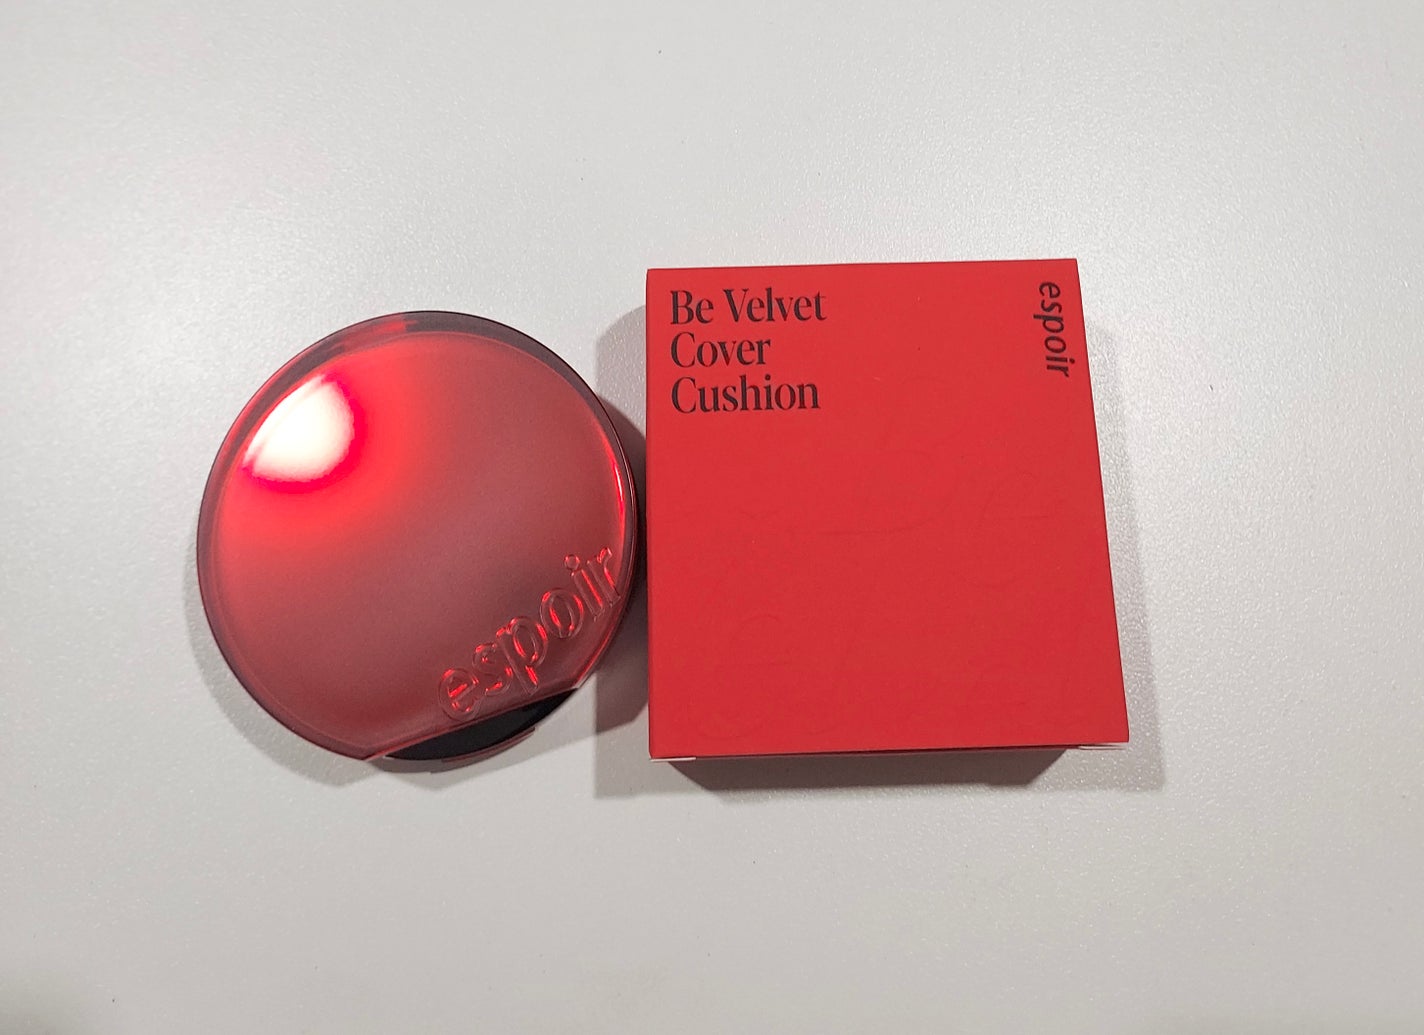 espoir
Be Velvet
Cover
Cushion
espoir